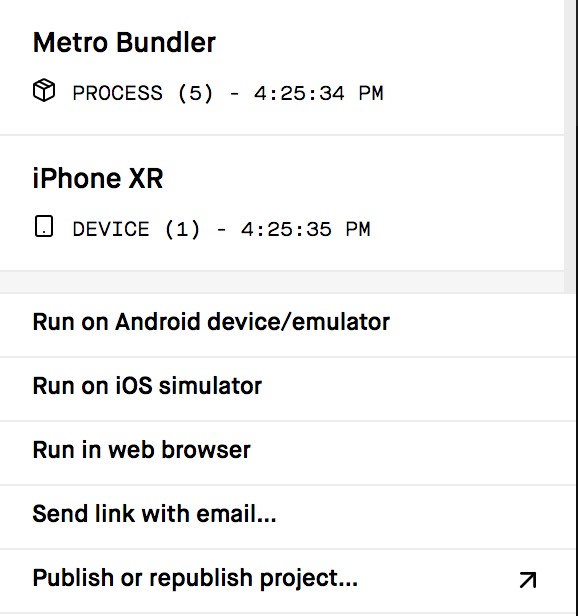 Metro Bundler
PROCESS (5) - 4:25:34 PM
iPhone XR
DEVICE (1) - 4:25:35 PM
Run on Android device/emulator
Run on iOS simulator
Run in web browser
Send link with email...
Publish or republish project...